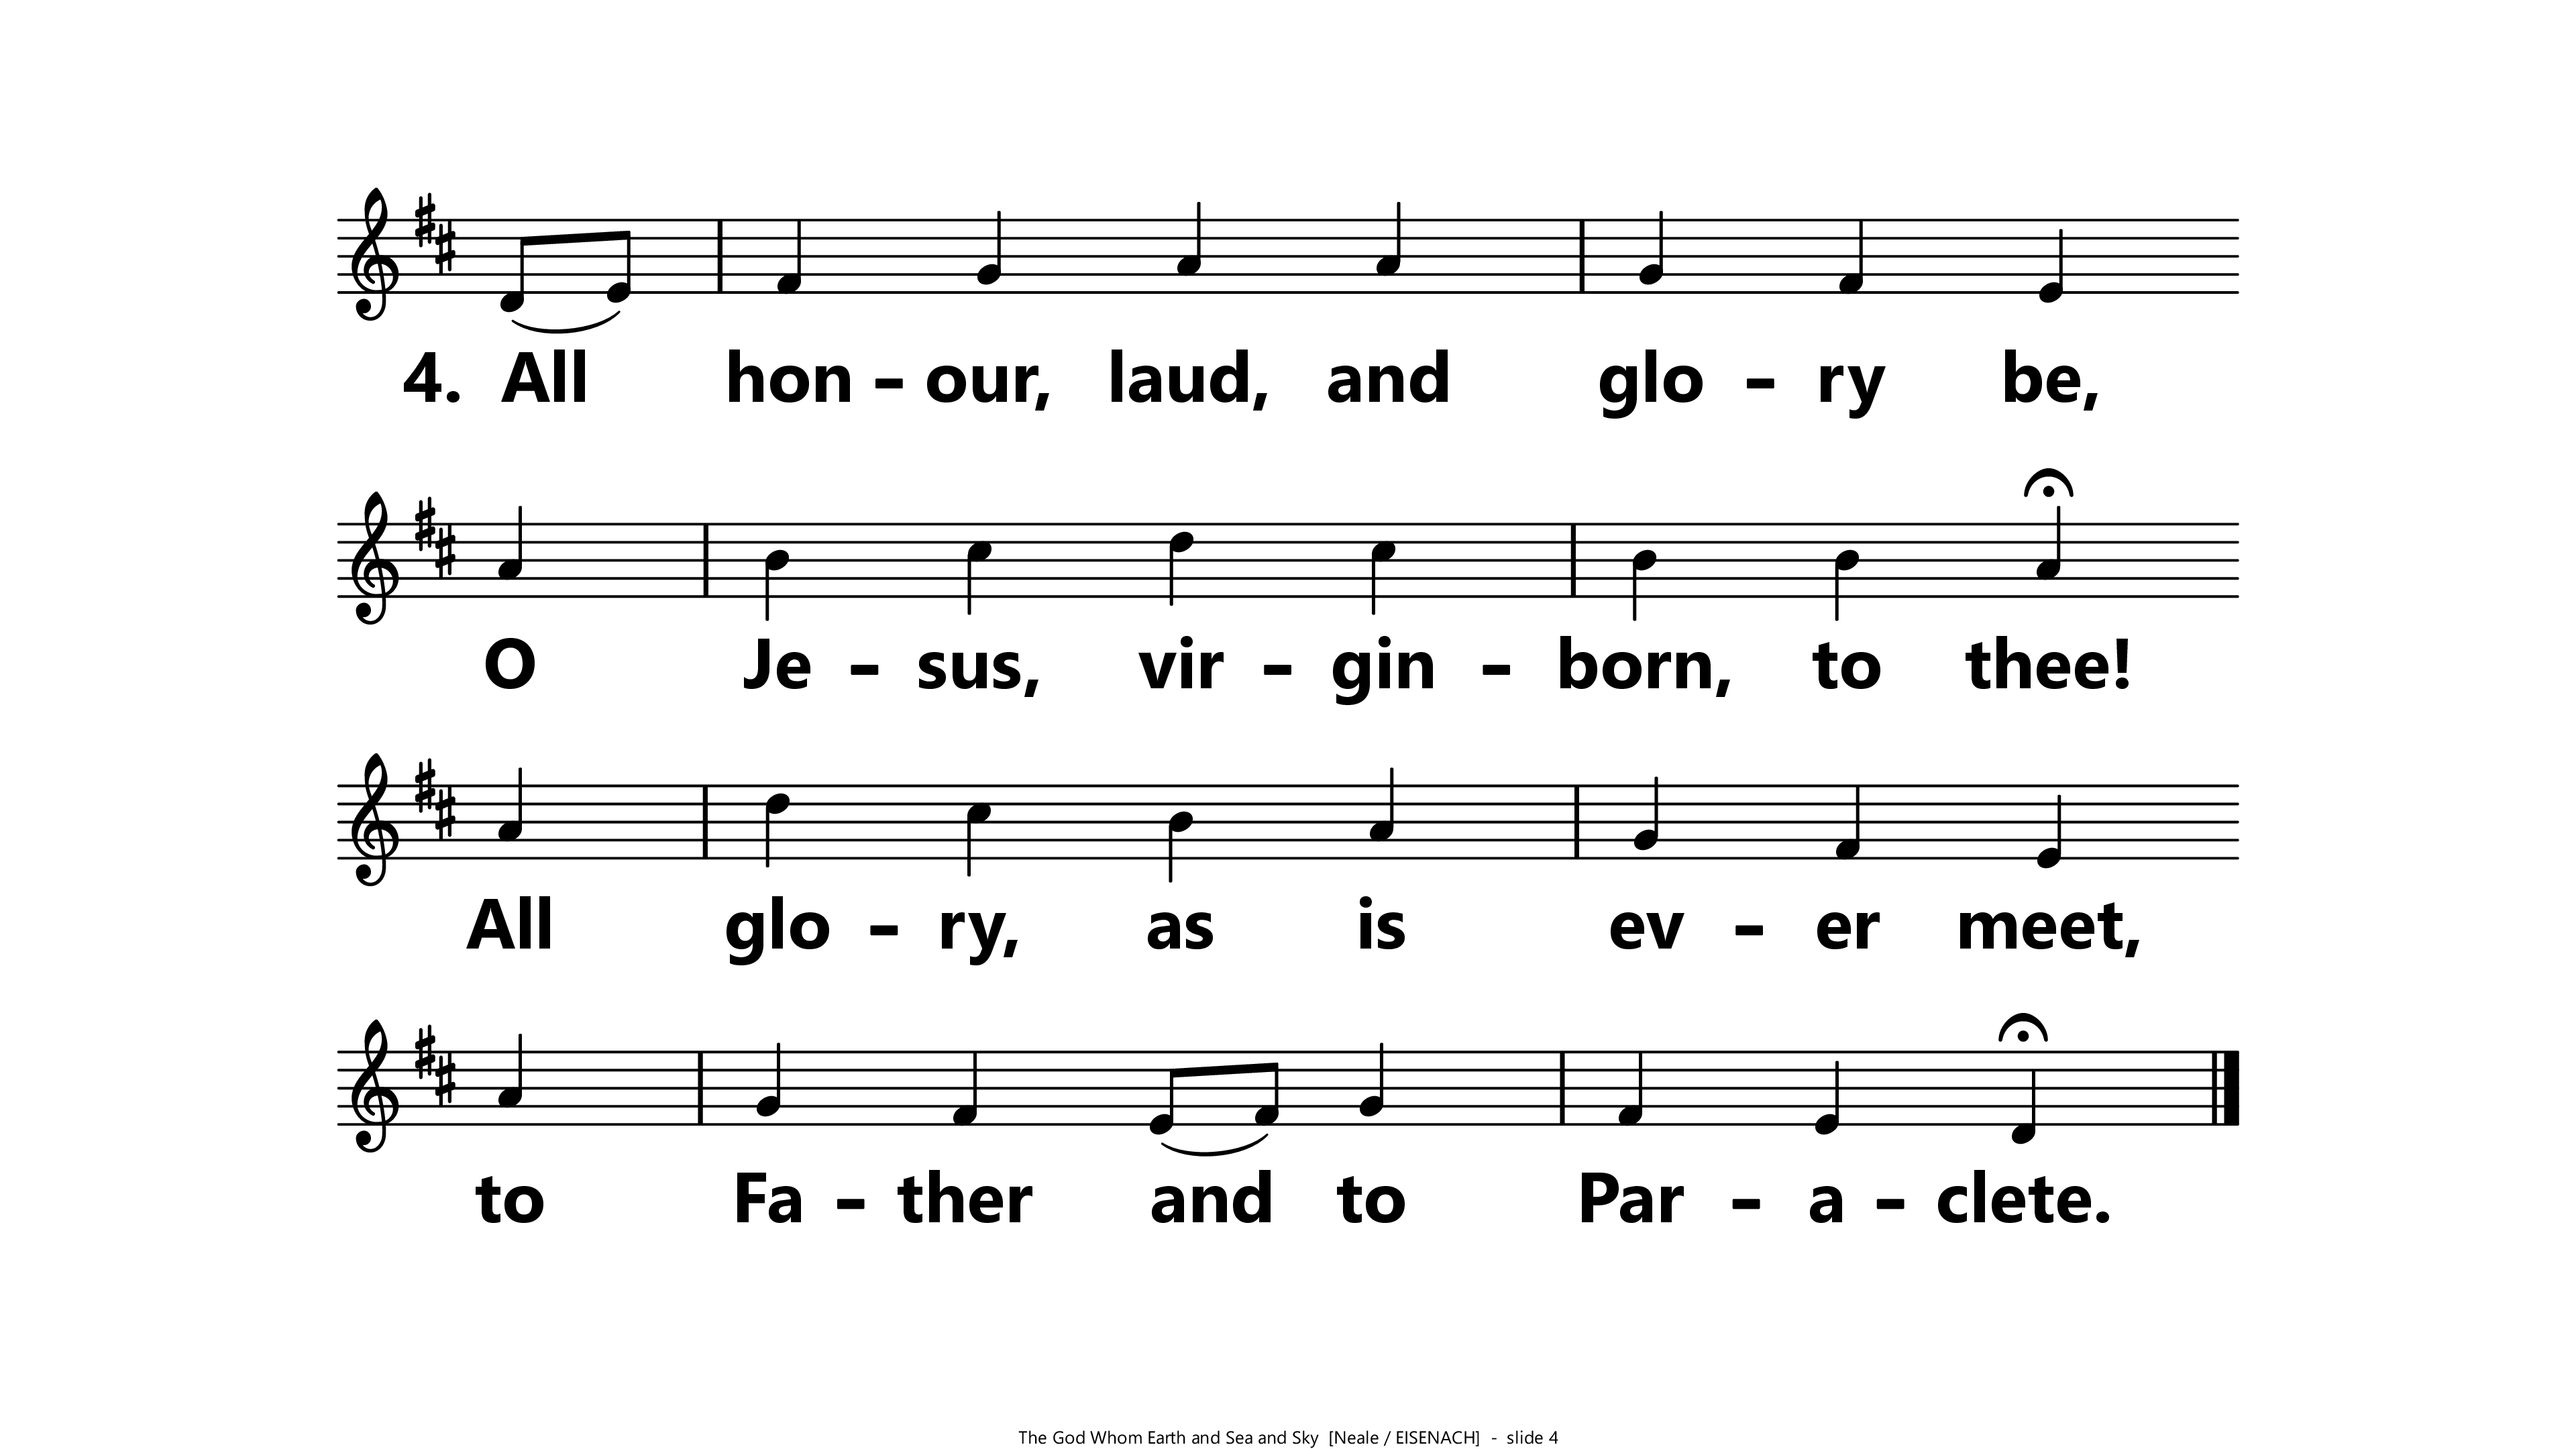 4. All hon - our, laud, and glo - ry be,
O Je - sus, vir - gin - born, to thee!
All glo - ry, as is ev - er meet,
to Fa - ther and to Par - a - clete.
The God Whom Earth and Sea and Sky [Neale / EISENACH] - slide 4